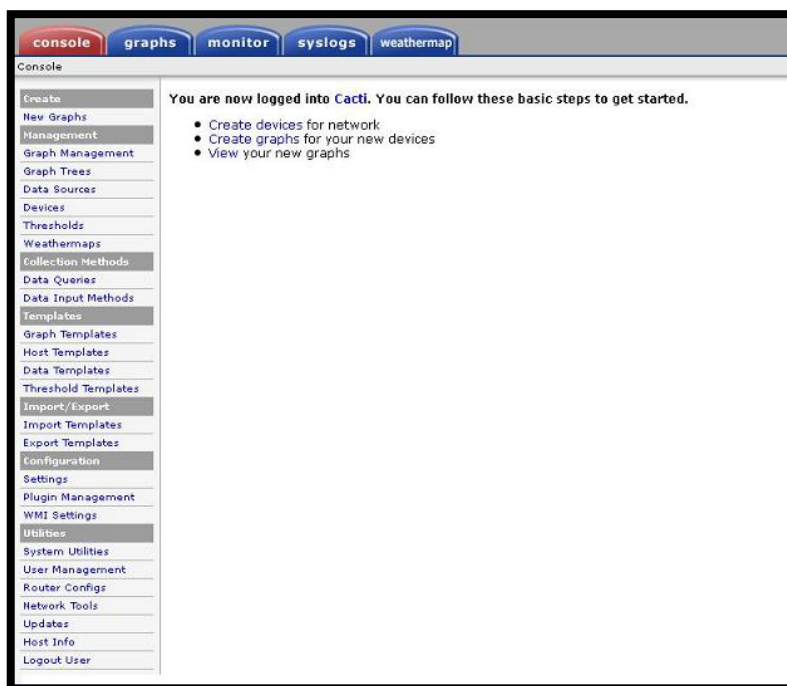 console graphs monitor syslogs weathermap
Console
Create
New Graphs
Management
Graph Management
Graph Trees
Data Sources
Devices
Thresholds
Weathermaps
Collection Methods
Data Queries
Data Input Methods
Templates
Graph Templates
Host Templates
Data Templates
Threshold Templates
Import/Export
Import Templates
Export Templates
Configuration
Settings
Plugin Management
WMI Settings
Utilities
System Utilities
User Management
Router Configs
Network Tools
Updates
Host Info
Logout User
You are now logged into Cacti. You can follow these basic steps to get started.
• Create devices for network
• Create graphs for your new devices
• View your new graphs